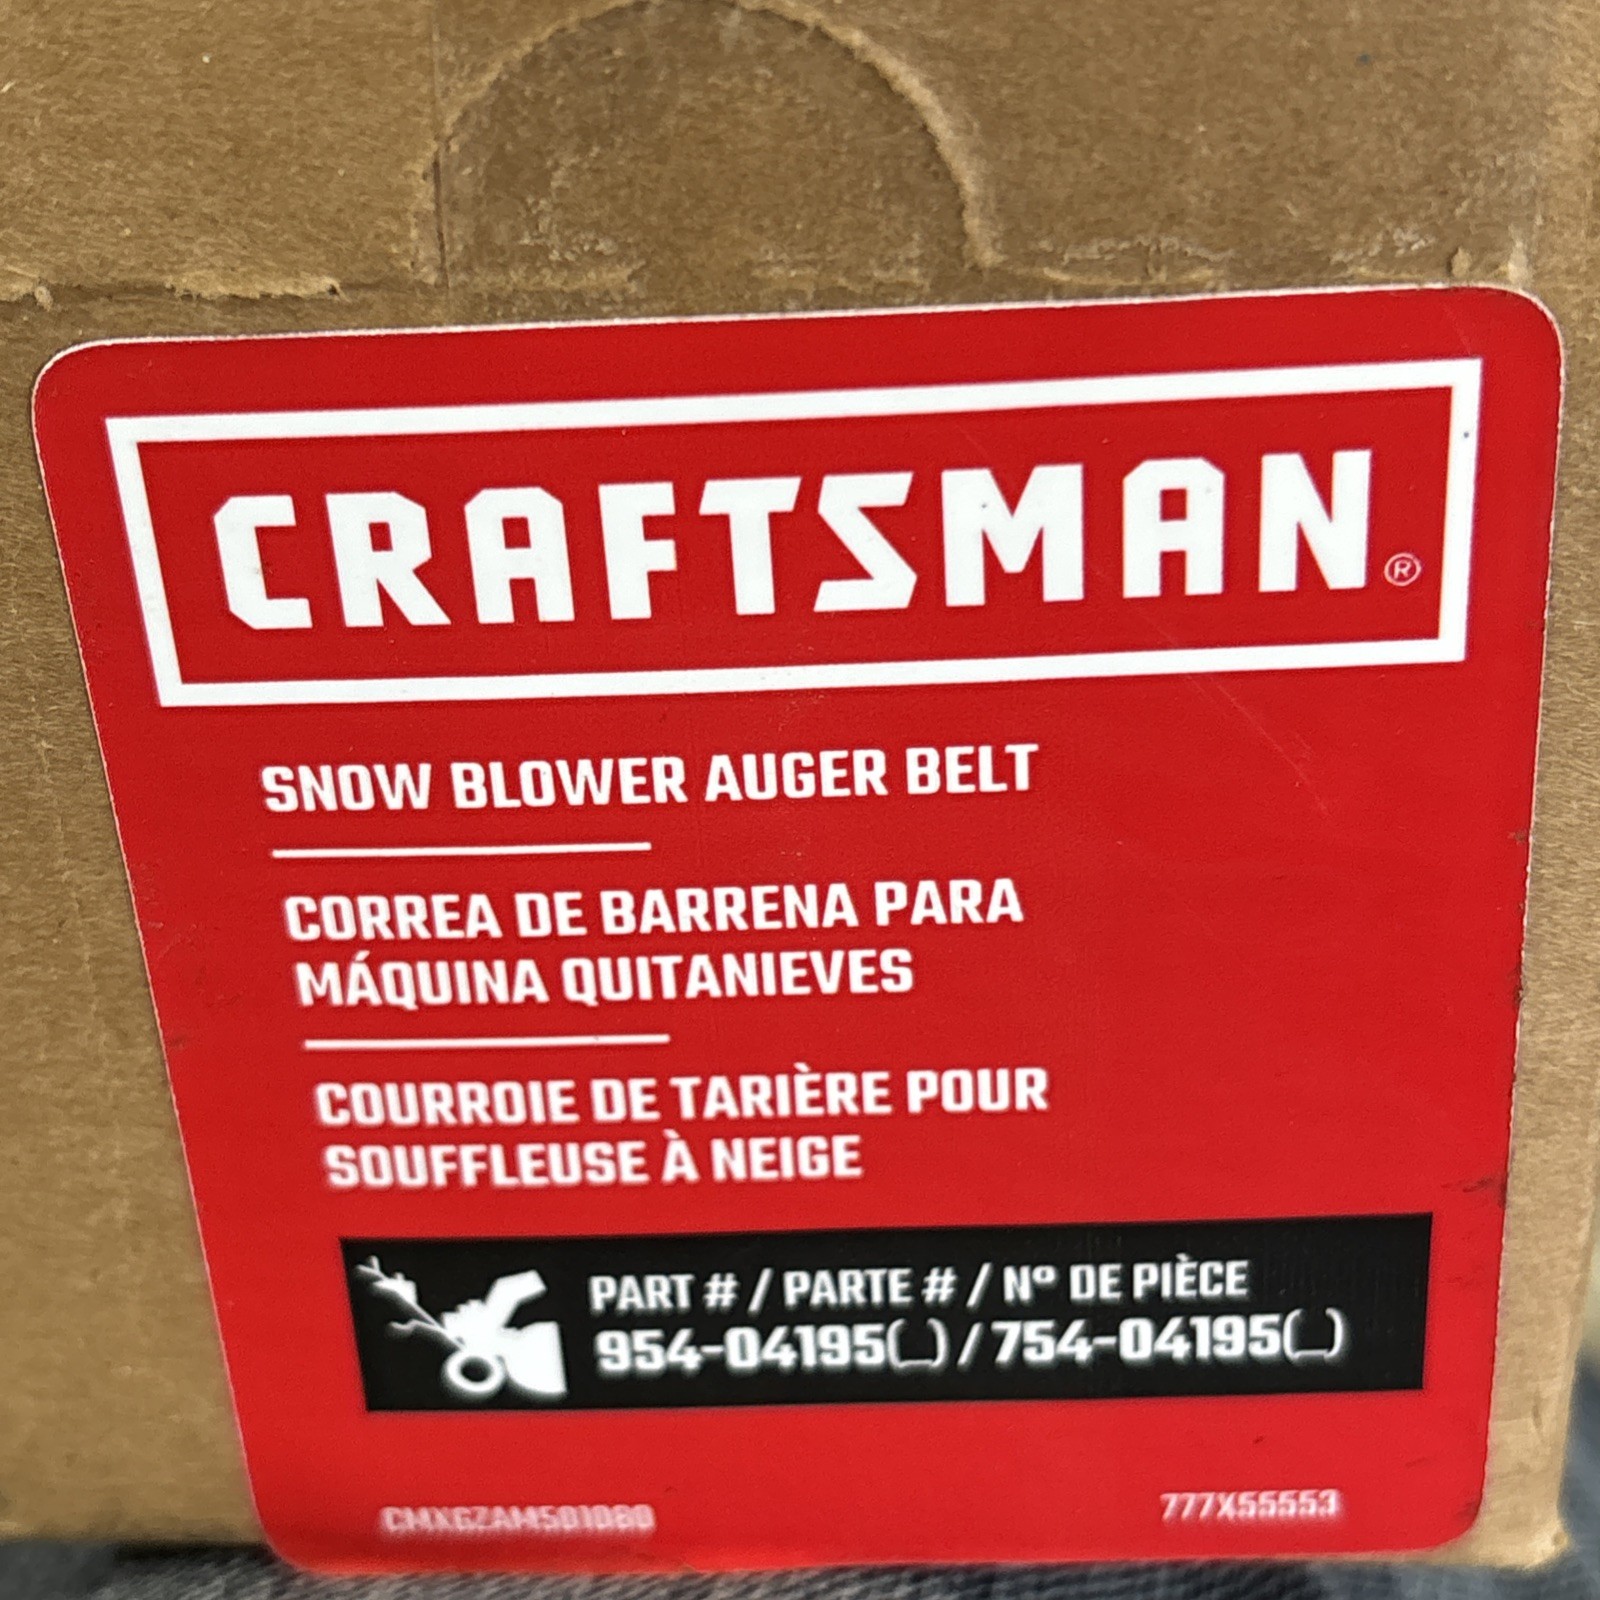 CRAFTSMAN®
SNOW BLOWER AUGER BELT
CORREA DE BARRENA PARA
MÁQUINA QUITANIEVES
COURROIE DE TARIÈRE POUR
SOUFFLEUSE À NEIGE
PART # / PARTE # / Nº DE PIÈCE
954-04195(_) / 754-04195(_)
CMXGZAM501080
777X55553